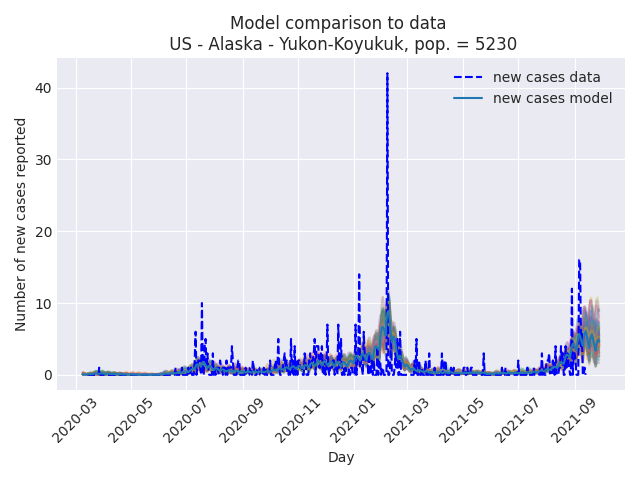 Model comparison to data
US - Alaska - Yukon-Koyukuk, pop. = 5230
new cases data
new cases model
Number of new cases reported
40
30
20
10
0
2020-03
2020-05
2020-07
2020-09
2020-11
2021-01
2021-03
2021-05
2021-07
2021-09
Day